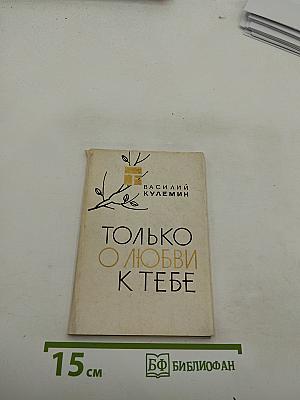 ВАСИЛИЙ
КУЛЕМИН
ТОЛЬКО
О ЛЮБВИ
К ТЕБЕ
15 см
БФ БИБЛИОФАН